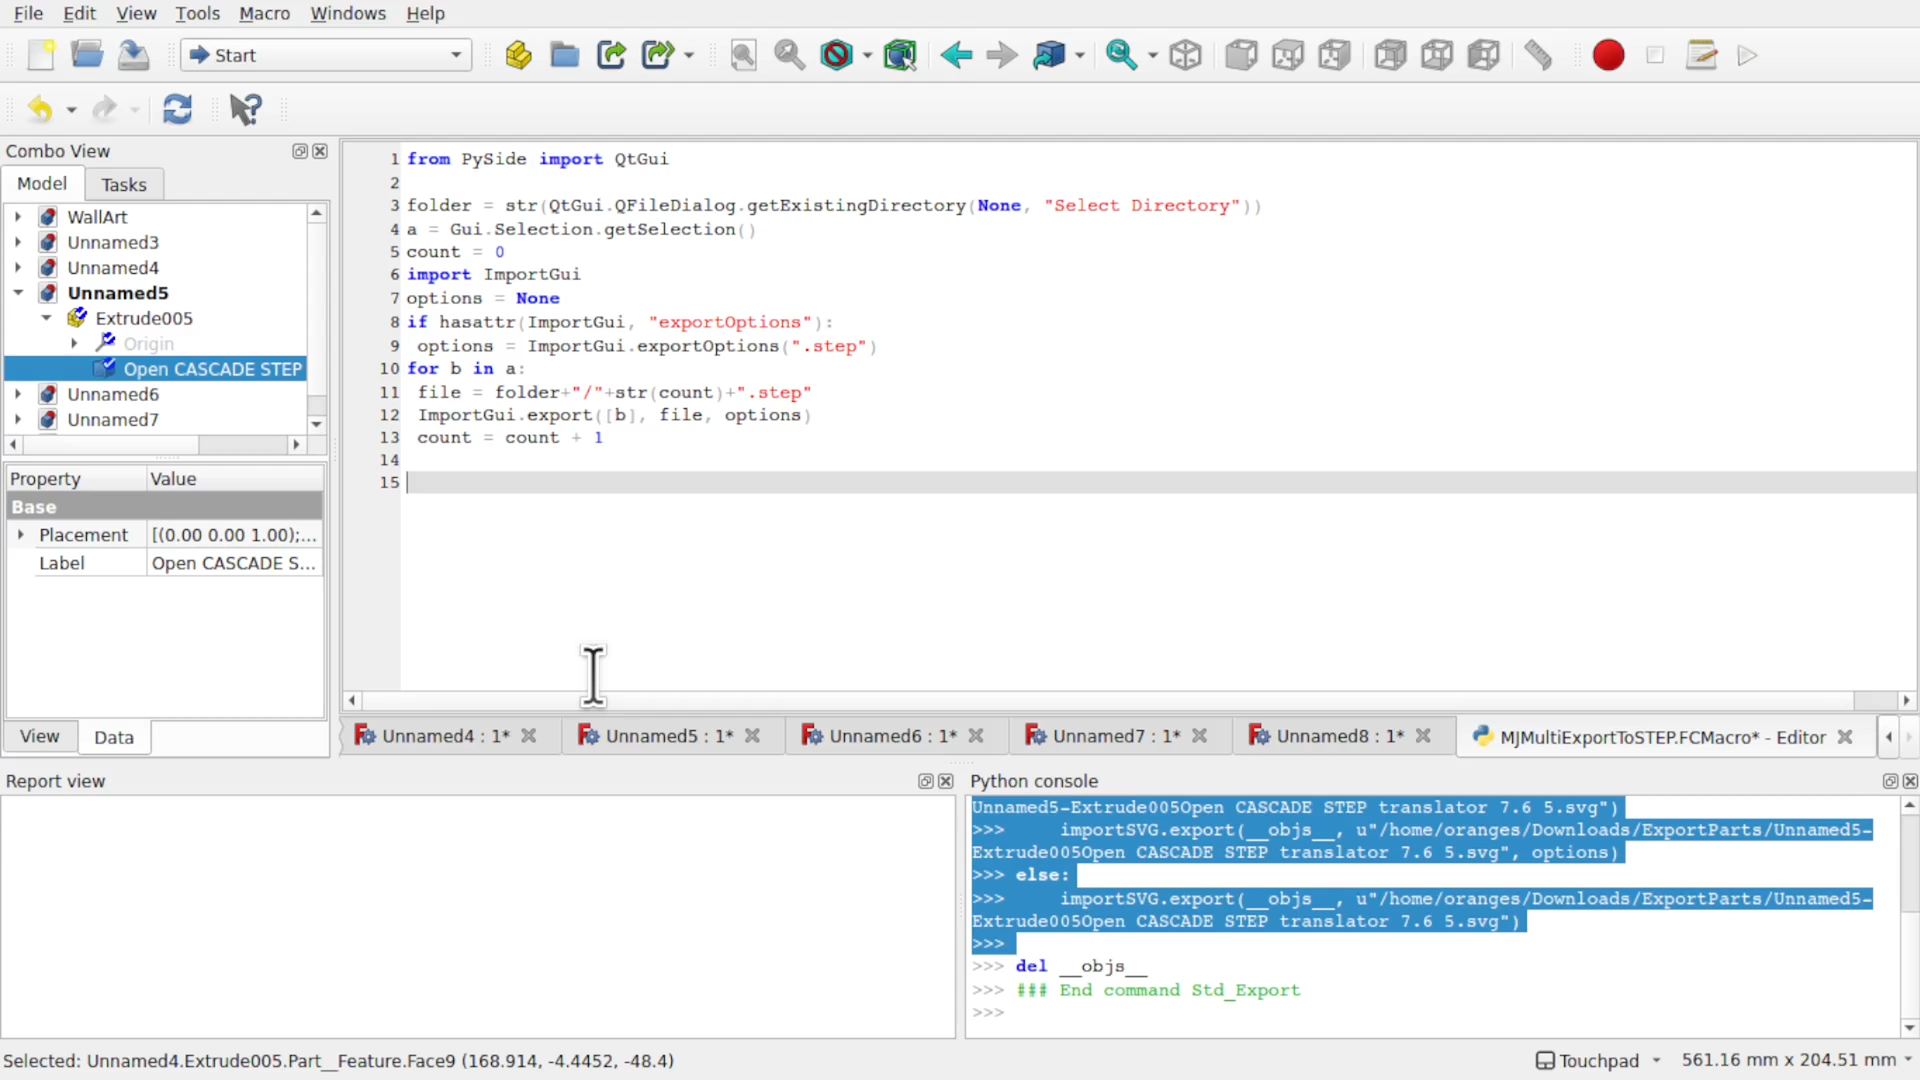 File Edit View Tools Macro Windows Help
Start
Combo View
Model Tasks
WallArt
Unnamed3
Unnamed4
Unnamed5
Extrude005
Origin
Open CASCADE STEP
Unnamed6
Unnamed7
Property Value
Base
Placement [(0.00 0.00 1.00);...
Label Open CASCADE S...
View Data
1 from PySide import QtGui
2
3 folder = str(QtGui.QFileDialog.getExistingDirectory(None, "Select Directory"))
4 a = Gui.Selection.getSelection()
5 count = 0
6 import ImportGui
7 options = None
8 if hasattr(ImportGui, "exportOptions"):
9  options = ImportGui.exportOptions(".step")
10 for b in a:
11  file = folder+"/"+str(count)+".step"
12  ImportGui.export([b], file, options)
13  count = count + 1
14
15
Unnamed4 : 1* Unnamed5 : 1* Unnamed6 : 1* Unnamed7 : 1* Unnamed8 : 1* MJMultiExportToSTEP.FCMacro* - Editor
Report view
Python console
Unnamed5-Extrude005Open CASCADE STEP translator 7.6 5.svg")
>>>     importSVG.export(__objs__, u"/home/oranges/Downloads/ExportParts/Unnamed5-
Extrude005Open CASCADE STEP translator 7.6 5.svg", options)
>>> else:
>>>     importSVG.export(__objs__, u"/home/oranges/Downloads/ExportParts/Unnamed5-
Extrude005Open CASCADE STEP translator 7.6 5.svg")
>>>
>>> del __objs__
>>> ### End command Std_Export
>>>
Selected: Unnamed4.Extrude005.Part__Feature.Face9 (168.914, -4.4452, -48.4)
Touchpad 561.16 mm x 204.51 mm